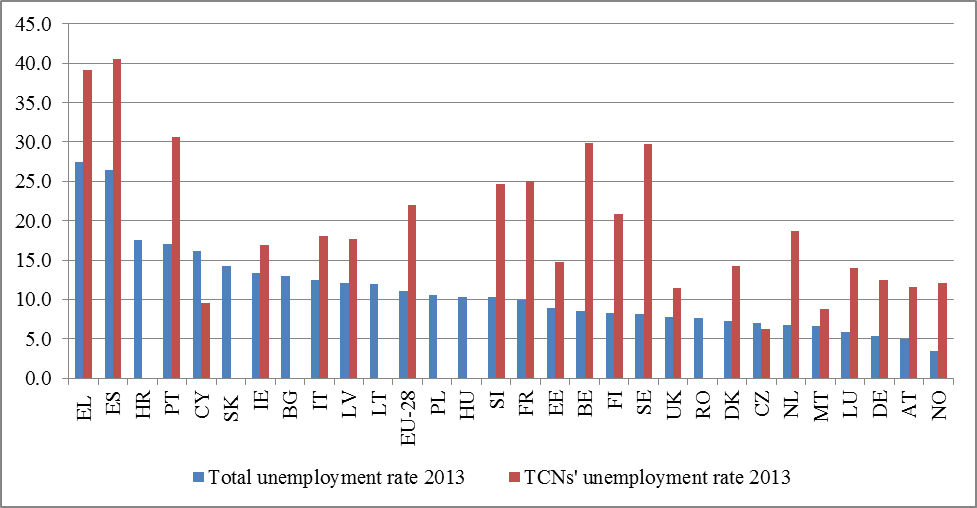 45.0
40.0
35.0
30.0
25.0
20.0
15.0
10.0
5.0
0.0
EL
ES
HR
PT
CY
SK
IE
BG
IT
LV
LT
EU-28
PL
HU
SI
FR
EE
BE
FI
SE
UK
RO
DK
CZ
NL
MT
LU
DE
AT
NO
Total unemployment rate 2013 TCNs' unemployment rate 2013